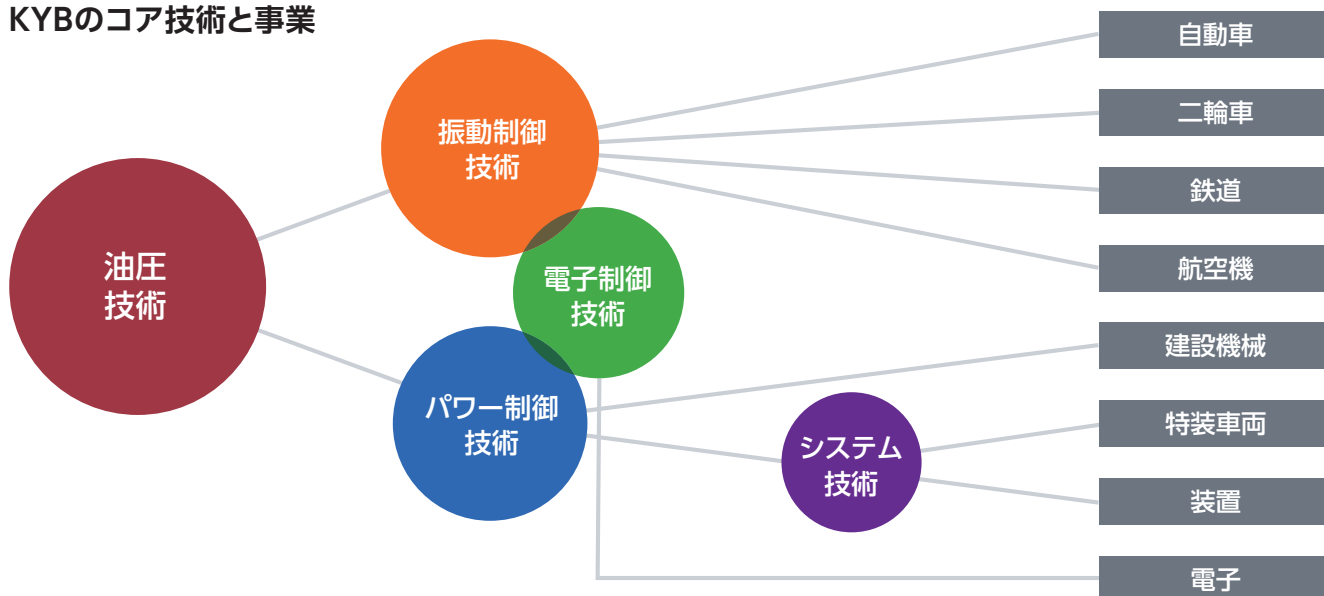 KYBのコア技術と事業
油圧
技術
振動制御
技術
電子制御
技術
パワー制御
技術
システム
技術
自動車
二輪車
鉄道
航空機
建設機械
特装車両
装置
電子